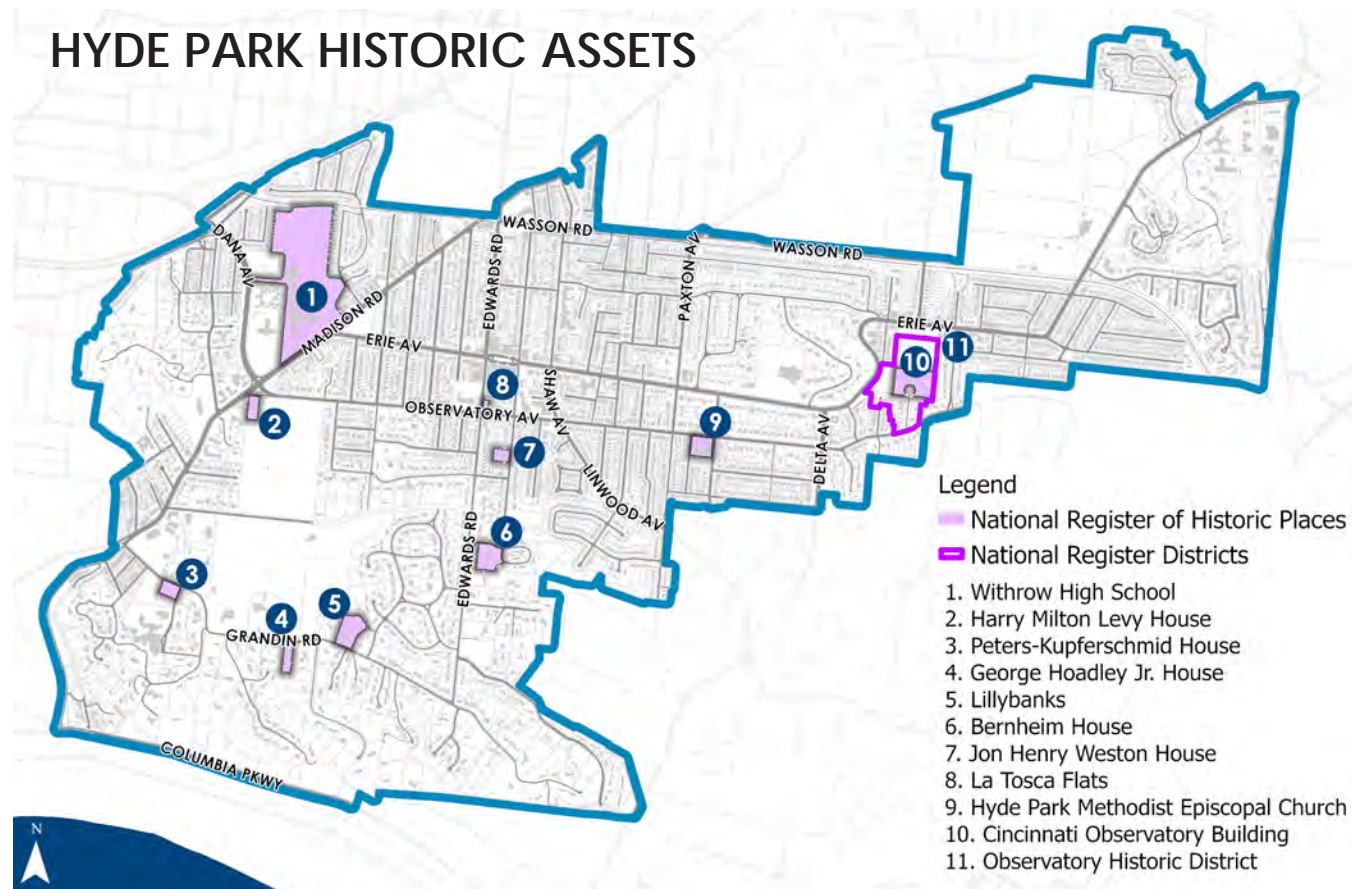 HYDE PARK HISTORIC ASSETS
WASSON RD
WASSON RD
DANA AV
EDWARDS RD
PAXTON AV
1
MADISON RD
ERIE AV
ERIE AV
11
10
8
SHAW AV
OBSERVATORY AV
9
2
7
DELTA AV
LINWOOD AV
EDWARDS RD
6
3
5
4
GRANDIN RD
COLUMBIA PKWY
N
Legend
National Register of Historic Places
National Register Districts
1. Withrow High School
2. Harry Milton Levy House
3. Peters-Kupferschmid House
4. George Hoadley Jr. House
5. Lillybanks
6. Bernheim House
7. Jon Henry Weston House
8. La Tosca Flats
9. Hyde Park Methodist Episcopal Church
10. Cincinnati Observatory Building
11. Observatory Historic District